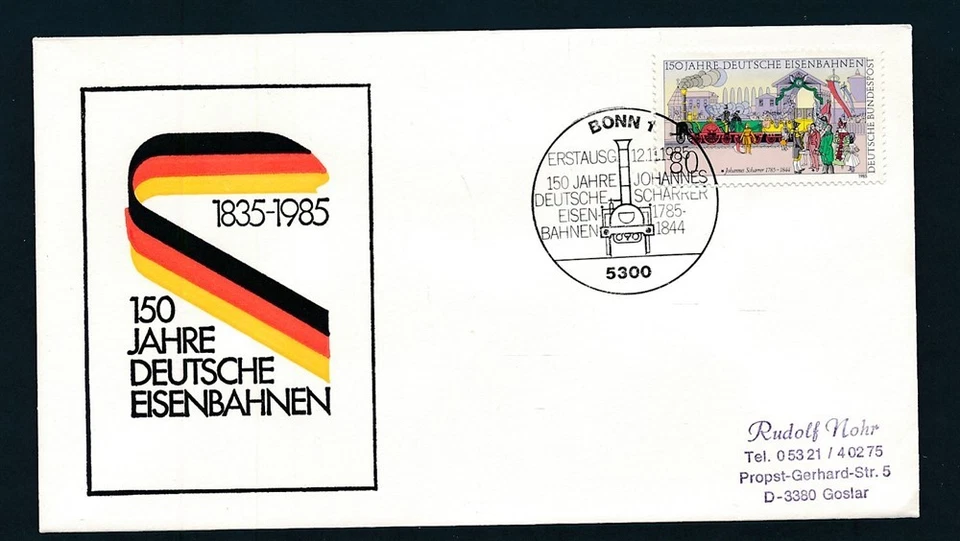 1835-1985
150
JAHRE
DEUTSCHE
EISENBAHNEN
150 JAHRE DEUTSCHE EISENBAHNEN
DEUTSCHE BUNDESPOST
80
• Johannes Scharrer 1785-1844
1985
BONN 1
ERSTAUSG. 12.11.1985
150 JAHRE JOHANNES
DEUTSCHE SCHARRER
EISEN- 1785-
BAHNEN 1844
5300
Rudolf Nohr
Tel. 05321 / 40275
Propst-Gerhard-Str. 5
D-3380 Goslar